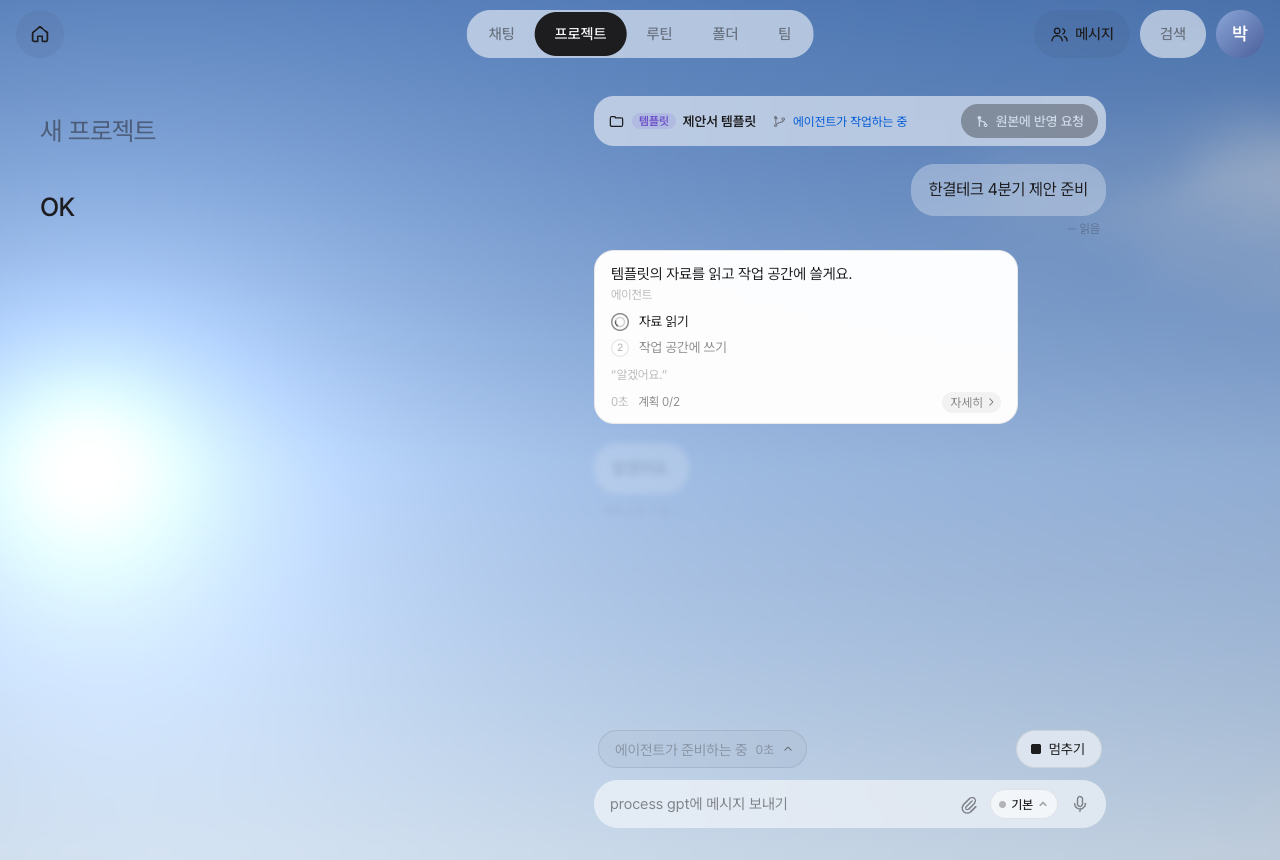 채팅
프로젝트
루틴
폴더
팀
메시지
검색
박
새 프로젝트
OK
템플릿 제안서 템플릿 에이전트가 작업하는 중 원본에 반영 요청
한결테크 4분기 제안 준비
읽음
템플릿의 자료를 읽고 작업 공간에 쓸게요.
에이전트
자료 읽기
2 작업 공간에 쓰기
“알겠어요.”
0초 계획 0/2 자세히
에이전트가 준비하는 중 0초
멈추기
process gpt에 메시지 보내기
기본